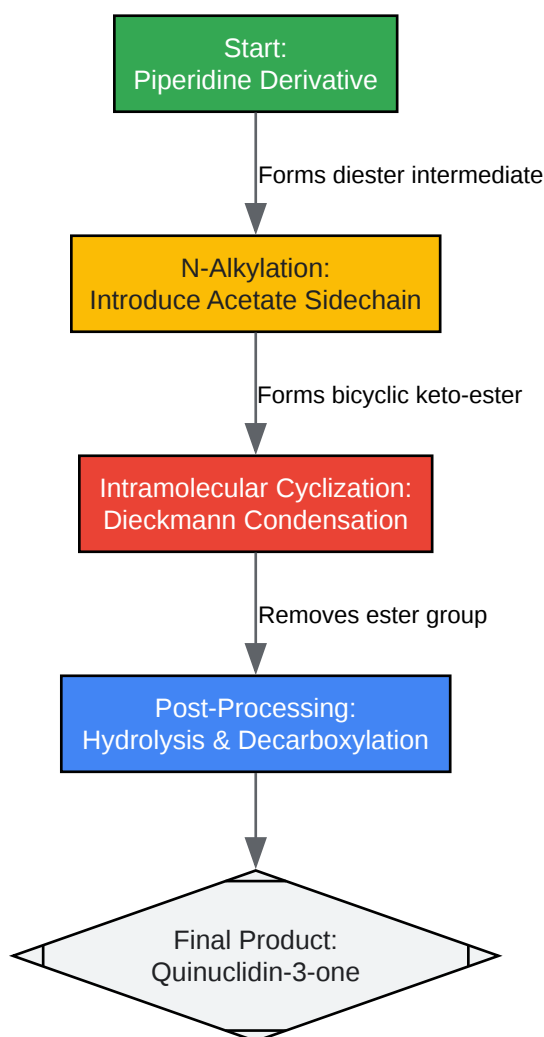 Start:
Piperidine Derivative
Forms diester intermediate
N-Alkylation:
Introduce Acetate Sidechain
Forms bicyclic keto-ester
Intramolecular Cyclization:
Dieckmann Condensation
Removes ester group
Post-Processing:
Hydrolysis & Decarboxylation
Final Product:
Quinuclidin-3-one